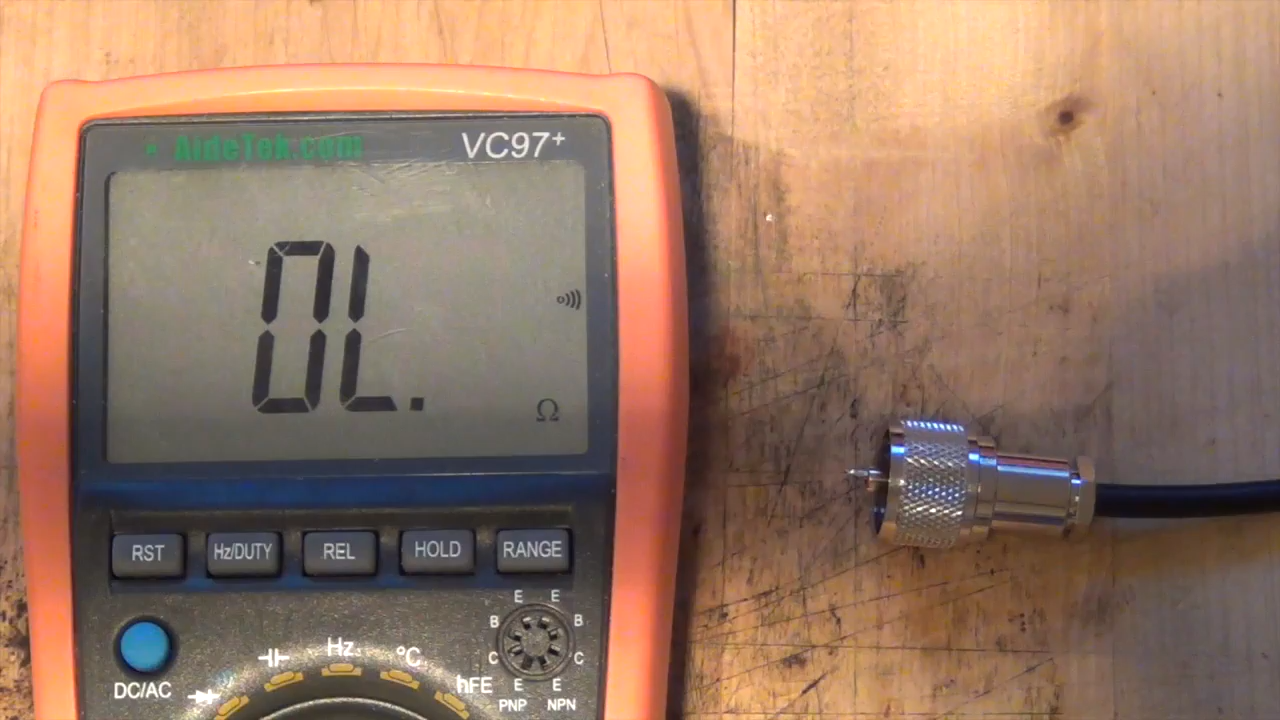 AideTek.com VC97+
OL.
Ω
RST Hz/DUTY REL HOLD RANGE
E E
B B
C C
E E
PNP NPN
DC/AC
Hz
°C
hFE